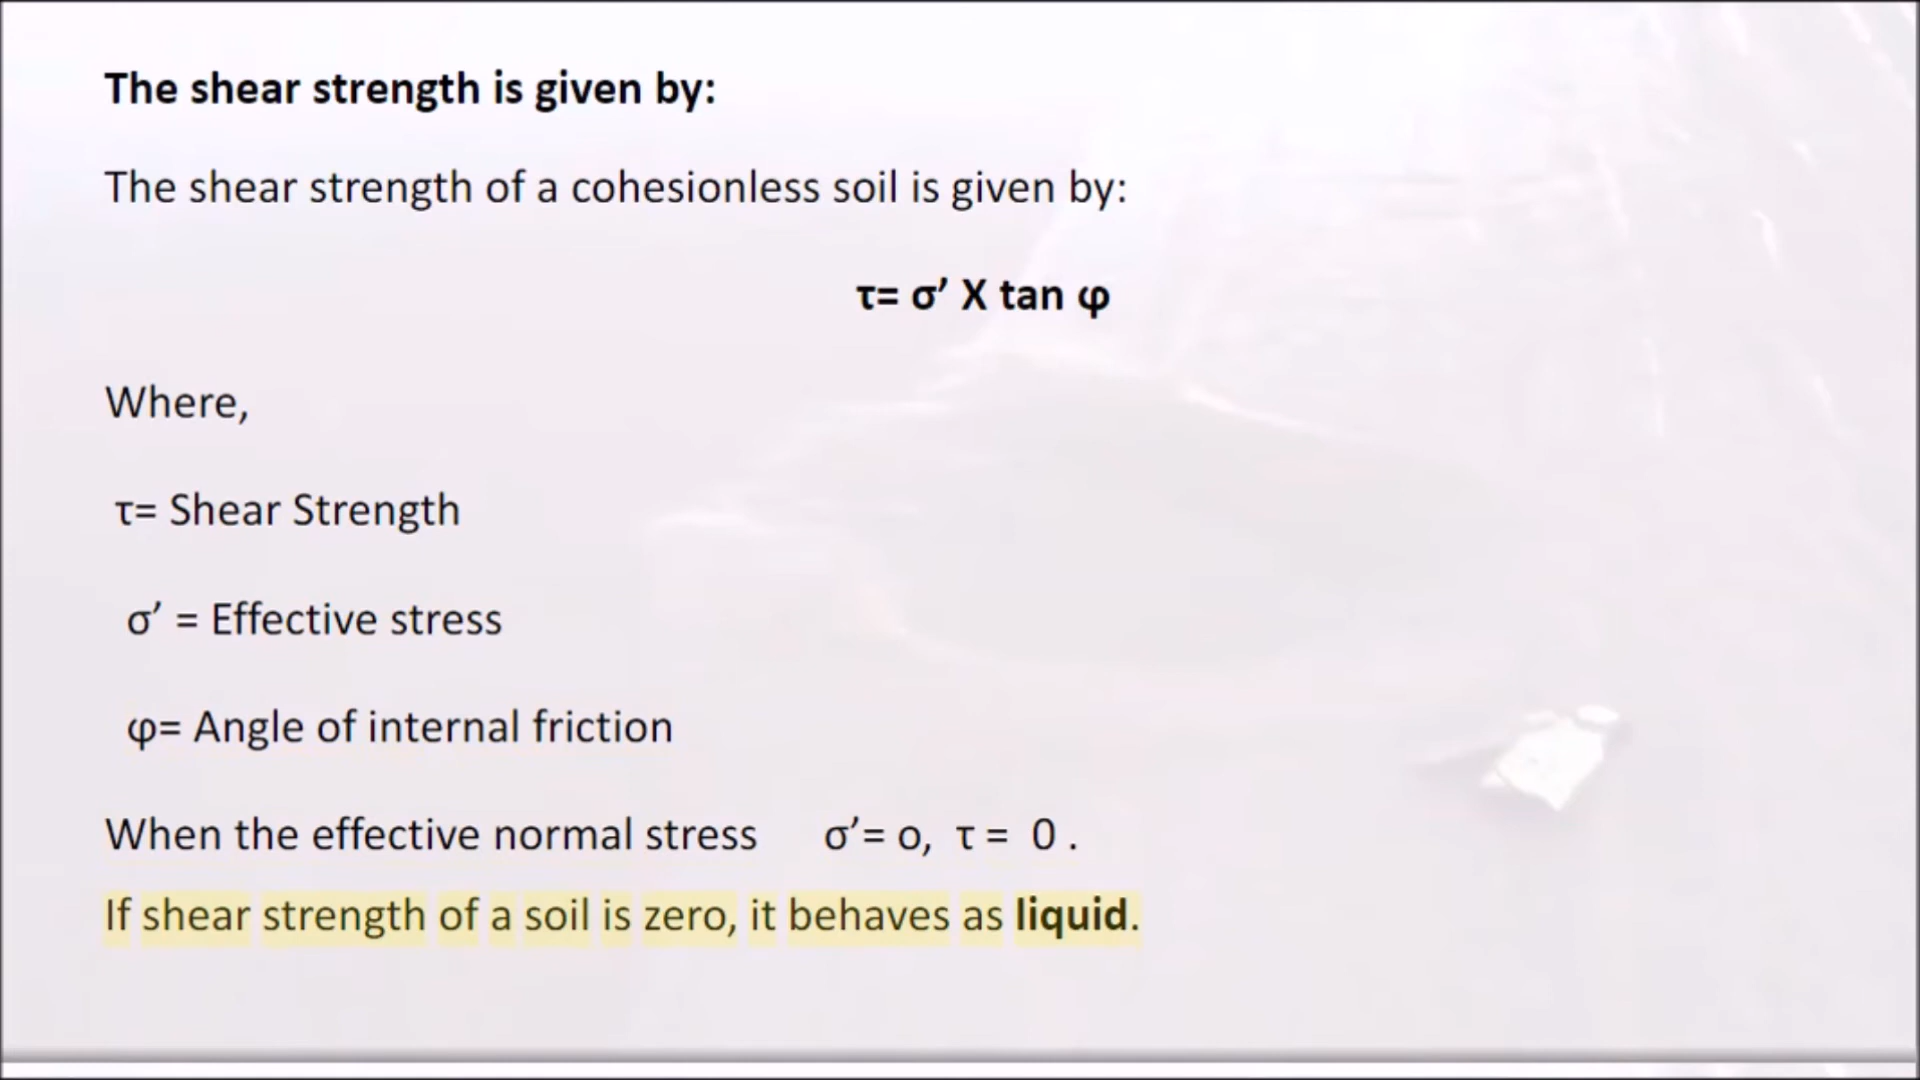 The shear strength is given by:
The shear strength of a cohesionless soil is given by:
τ= σ’ X tan φ
Where,
τ= Shear Strength
σ’ = Effective stress
φ= Angle of internal friction
When the effective normal stress σ’= o, τ = 0 .
If shear strength of a soil is zero, it behaves as liquid.